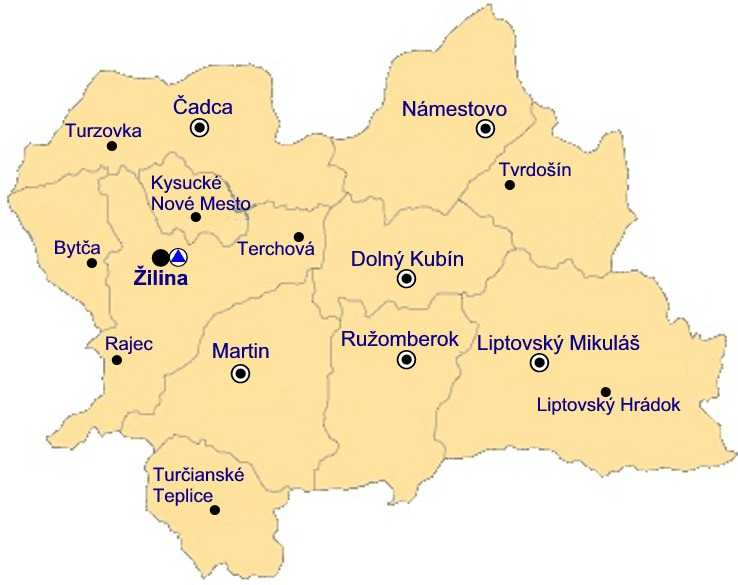 Čadca
Námestovo
Turzovka
Tvrdošín
Kysucké
Nové Mesto
Bytča
Terchová
Dolný Kubín
Žilina
Rajec
Martin
Ružomberok
Liptovský Mikuláš
Liptovský Hrádok
Turčianské
Teplice